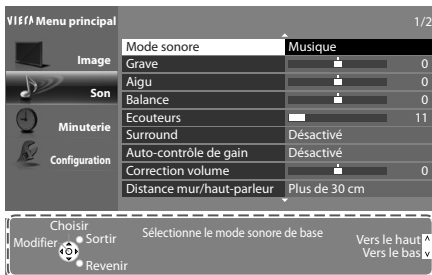 VIErA Menu principal 1/2
Image
Son
Minuterie
Configuration
Mode sonore Musique
Grave 0
Aigu 0
Balance 0
Ecouteurs 11
Surround Désactivé
Auto-contrôle de gain Désactivé
Correction volume 0
Distance mur/haut-parleur Plus de 30 cm
Choisir
Modifier
Sortir
Revenir
Sélectionne le mode sonore de base
Vers le haut
Vers le bas